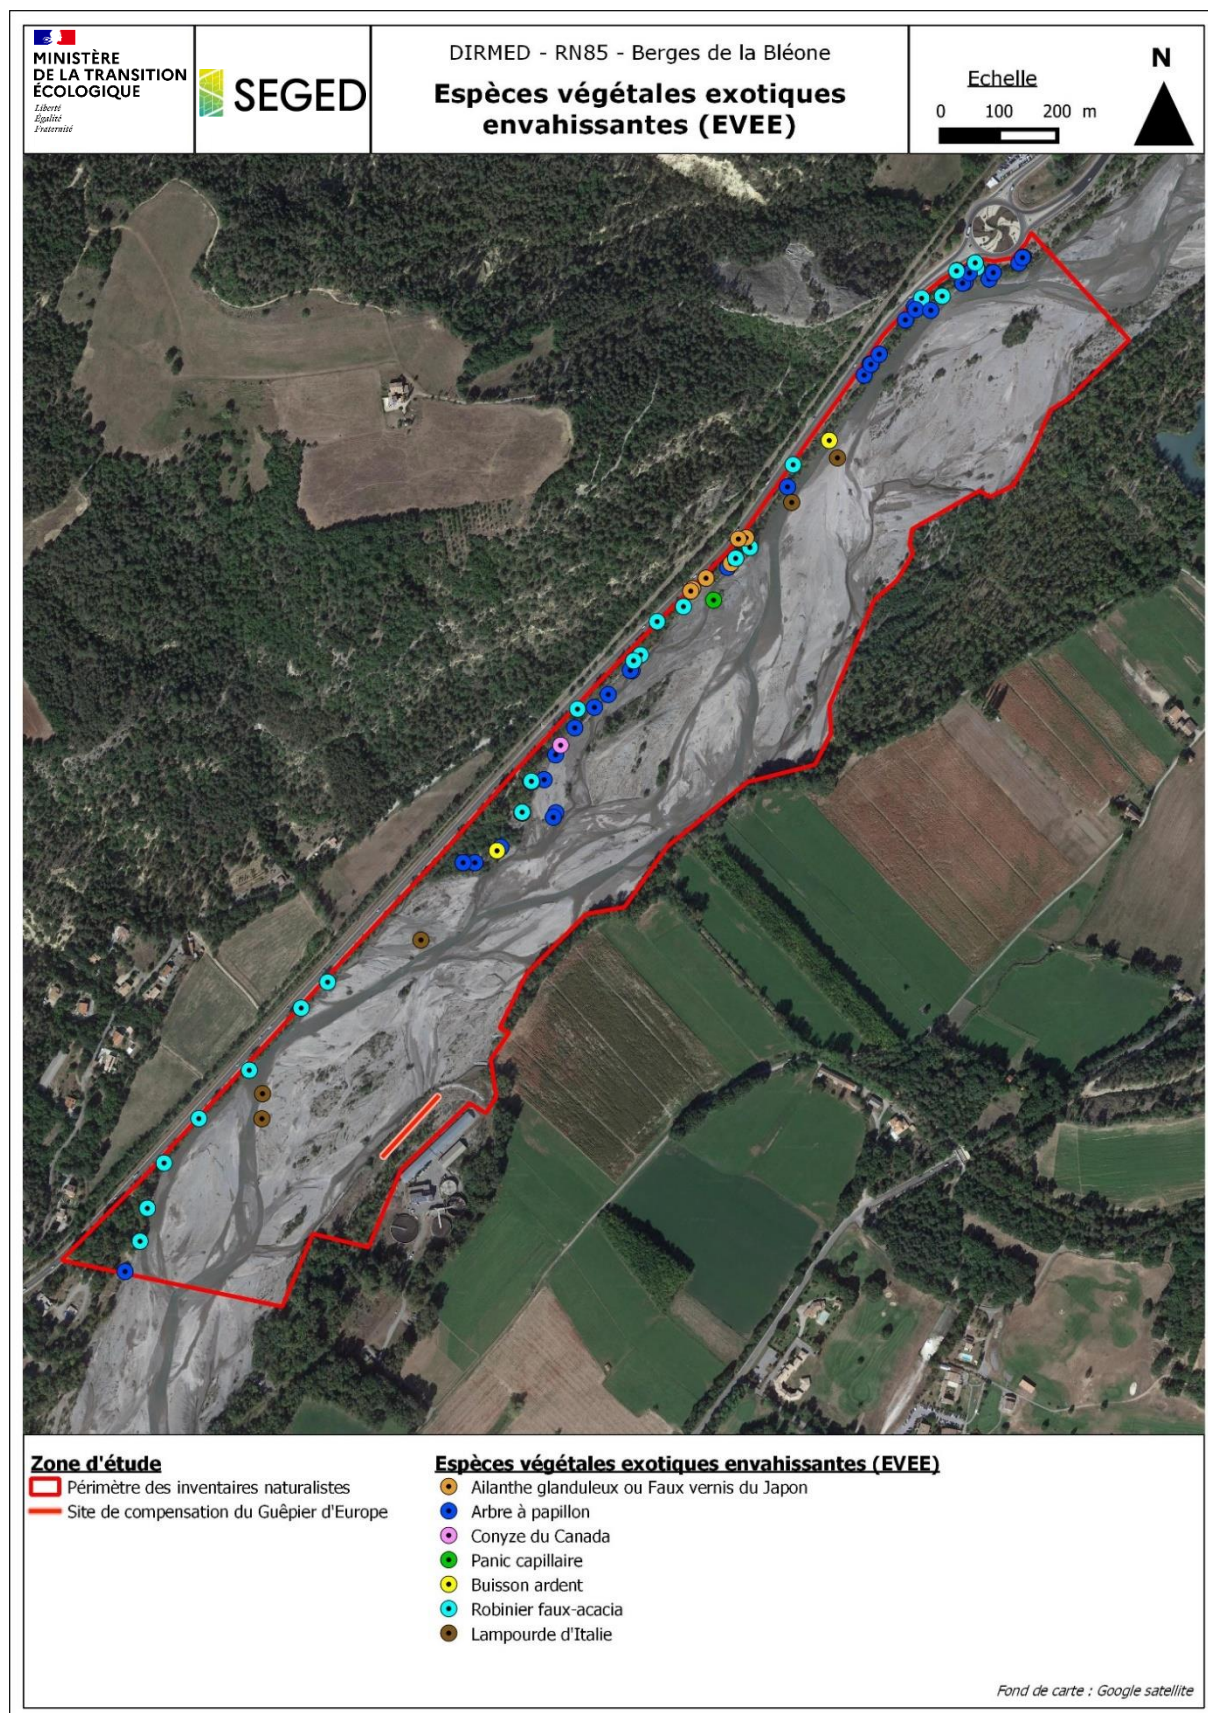 MINISTÈRE
DE LA TRANSITION
ÉCOLOGIQUE
Liberté
Égalité
Fraternité
SEGED
DIRMED - RN85 - Berges de la Bléone
Espèces végétales exotiques
envahissantes (EVEE)
Echelle
0 100 200 m
N
Zone d'étude
Périmètre des inventaires naturalistes
Site de compensation du Guêpier d'Europe
Espèces végétales exotiques envahissantes (EVEE)
Ailanthe glanduleux ou Faux vernis du Japon
Arbre à papillon
Conyze du Canada
Panic capillaire
Buisson ardent
Robinier faux-acacia
Lampourde d'Italie
Fond de carte : Google satellite